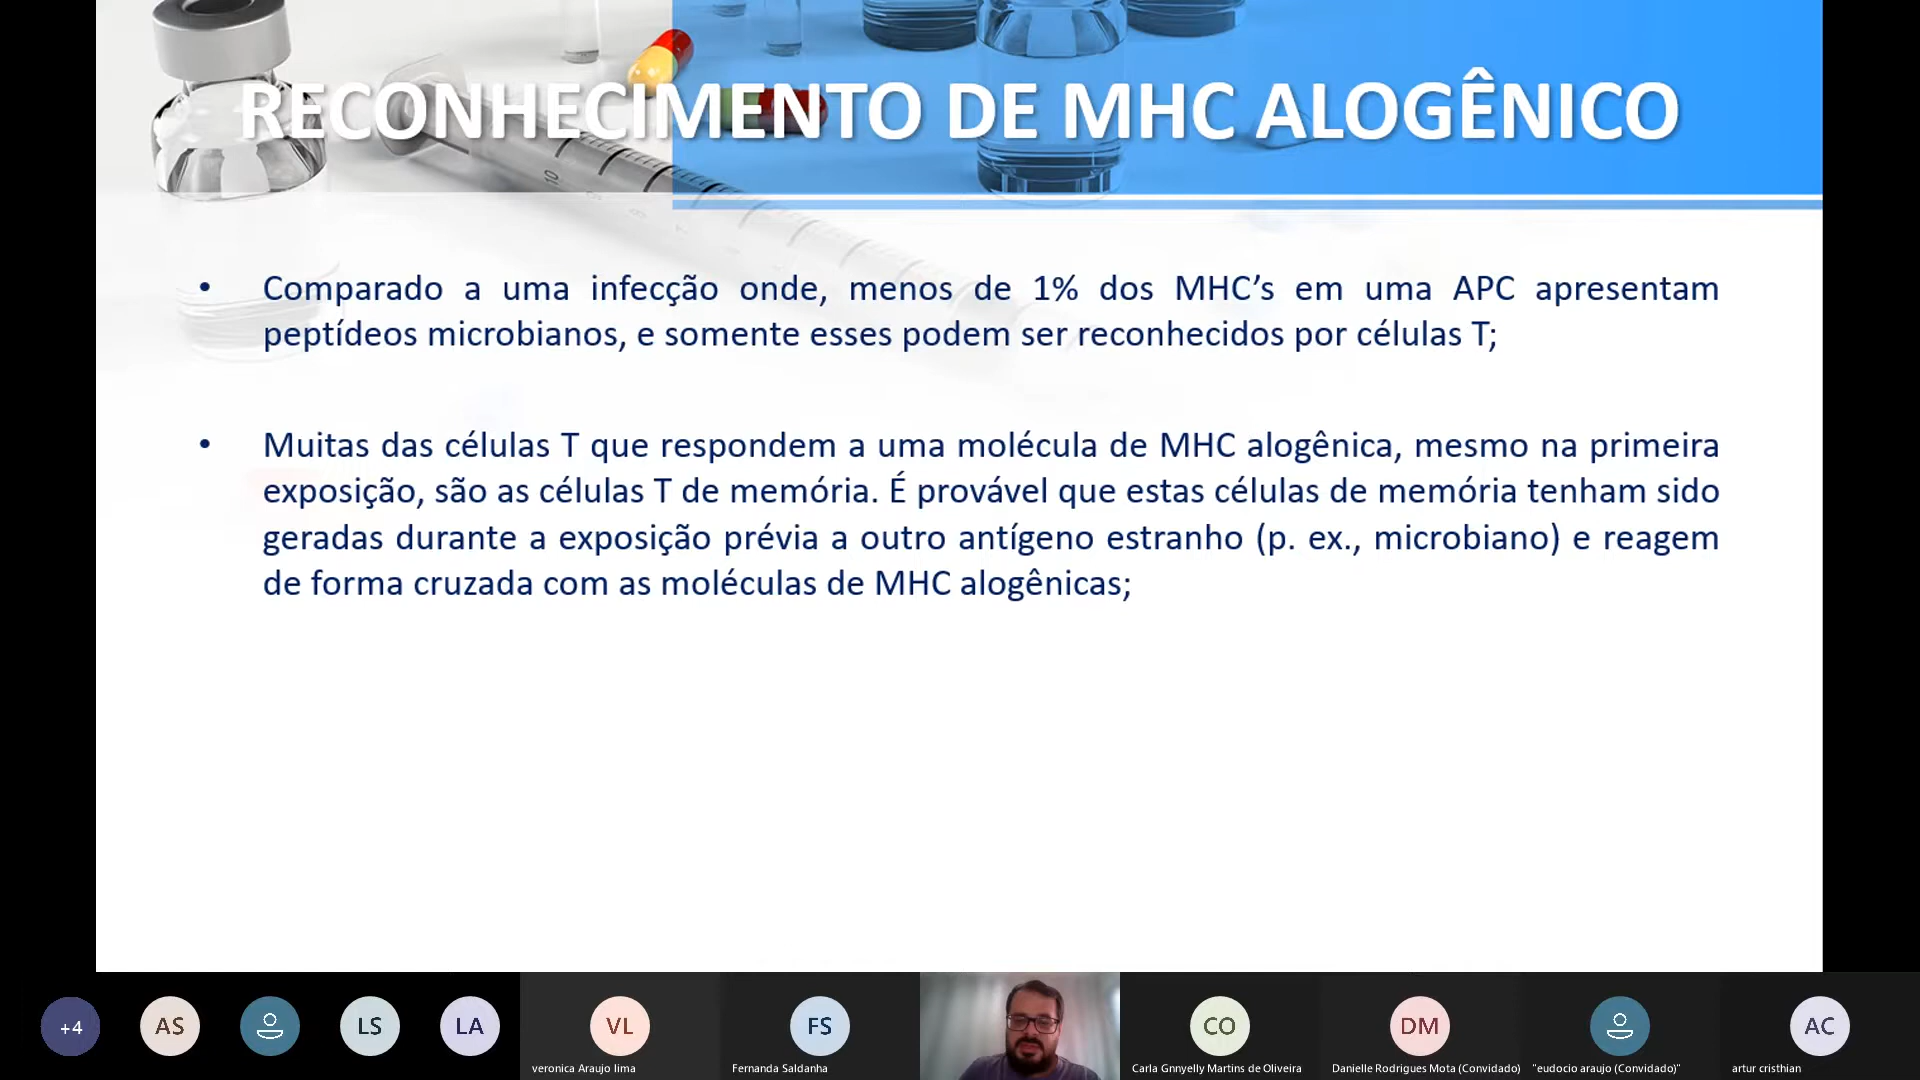 RECONHECIMENTO DE MHC ALOGÊNICO
• Comparado a uma infecção onde, menos de 1% dos MHC’s em uma APC apresentam
peptídeos microbianos, e somente esses podem ser reconhecidos por células T;
• Muitas das células T que respondem a uma molécula de MHC alogênica, mesmo na primeira
exposição, são as células T de memória. É provável que estas células de memória tenham sido
geradas durante a exposição prévia a outro antígeno estranho (p. ex., microbiano) e reagem
de forma cruzada com as moléculas de MHC alogênicas;
10
+4
AS
LS
LA
VL
veronica Araujo lima
FS
Fernanda Saldanha
CO
Carla Gnnyelly Martins de Oliveira
DM
Danielle Rodrigues Mota (Convidado)
"eudocio araujo (Convidado)"
AC
artur cristhian